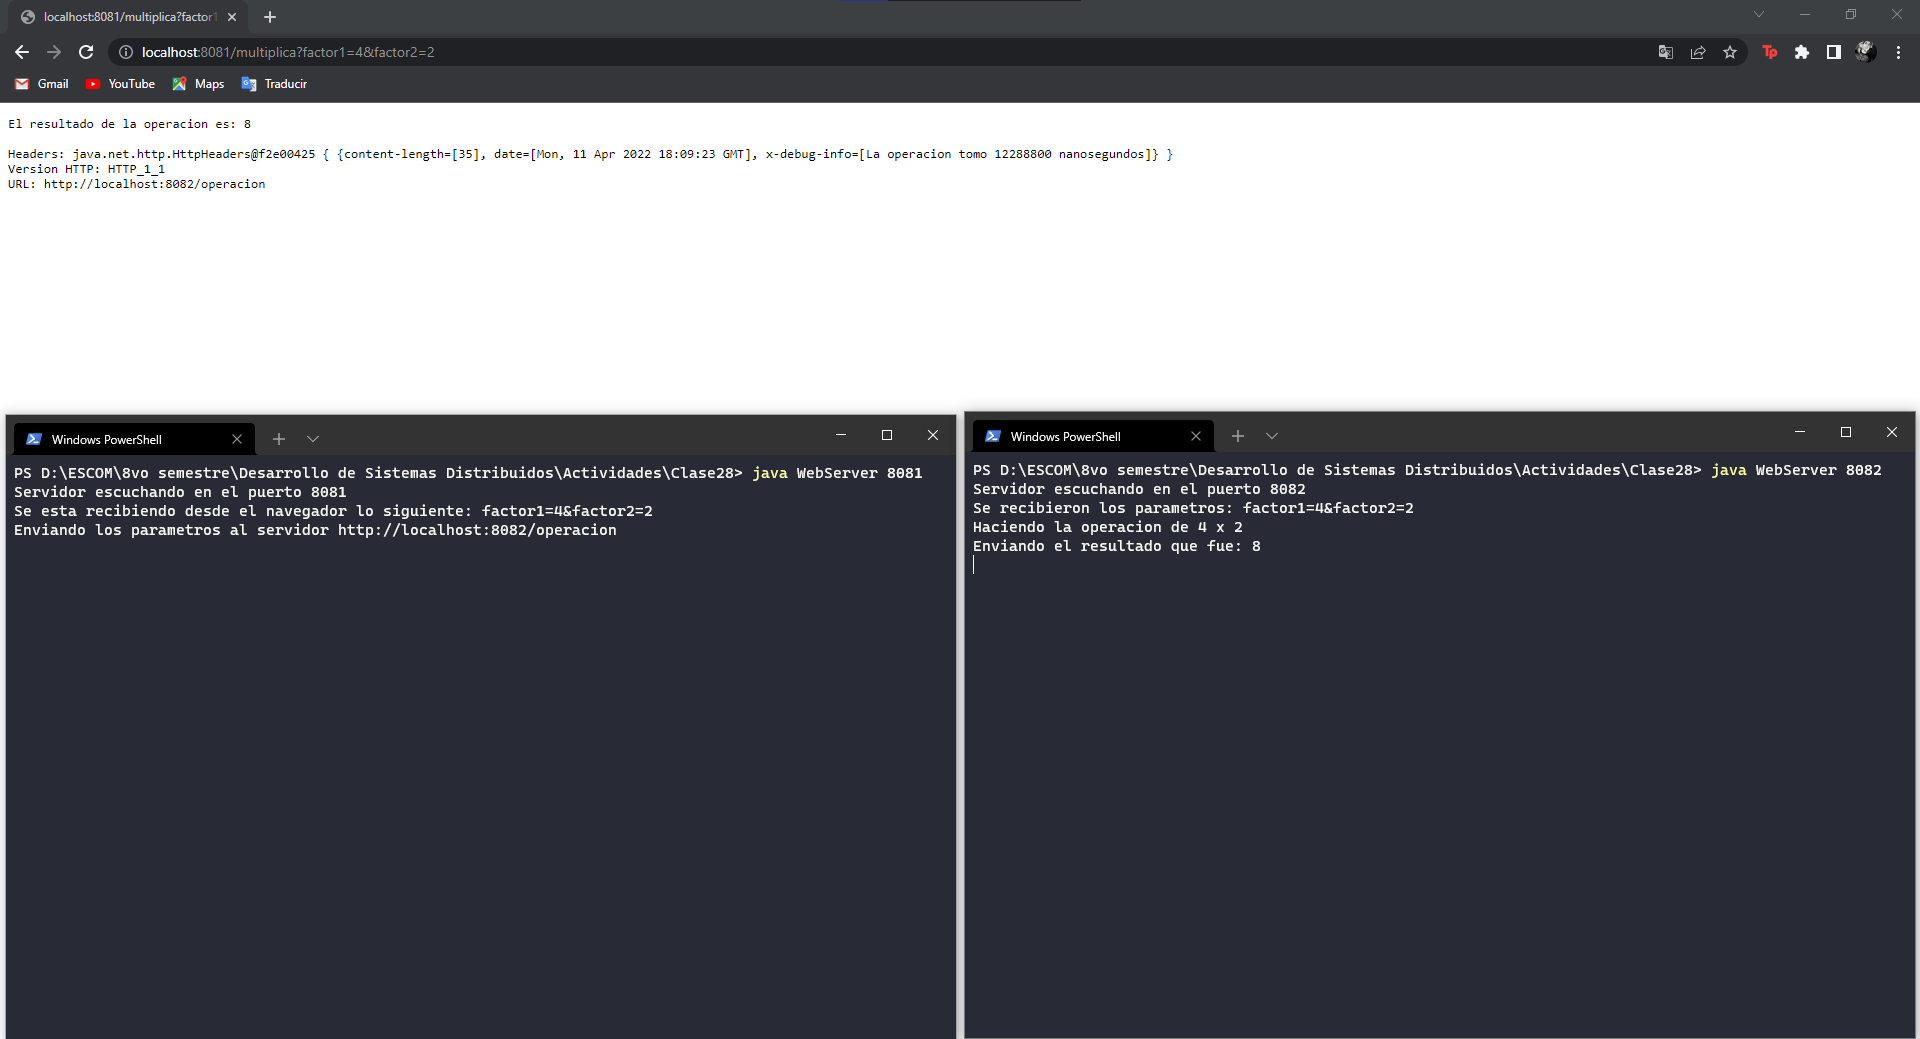 localhost:8081/multiplica?factor1
localhost:8081/multiplica?factor1=4&factor2=2
Tp
Gmail YouTube Maps Traducir
El resultado de la operacion es: 8
Headers: java.net.http.HttpHeaders@f2e00425 { {content-length=[35], date=[Mon, 11 Apr 2022 18:09:23 GMT], x-debug-info=[La operacion tomo 12288800 nanosegundos]} }
Version HTTP: HTTP_1_1
URL: http://localhost:8082/operacion
Windows PowerShell
PS D:\ESCOM\8vo semestre\Desarrollo de Sistemas Distribuidos\Actividades\Clase28> java WebServer 8081
Servidor escuchando en el puerto 8081
Se esta recibiendo desde el navegador lo siguiente: factor1=4&factor2=2
Enviando los parametros al servidor http://localhost:8082/operacion
Windows PowerShell
PS D:\ESCOM\8vo semestre\Desarrollo de Sistemas Distribuidos\Actividades\Clase28> java WebServer 8082
Servidor escuchando en el puerto 8082
Se recibieron los parametros: factor1=4&factor2=2
Haciendo la operacion de 4 x 2
Enviando el resultado que fue: 8